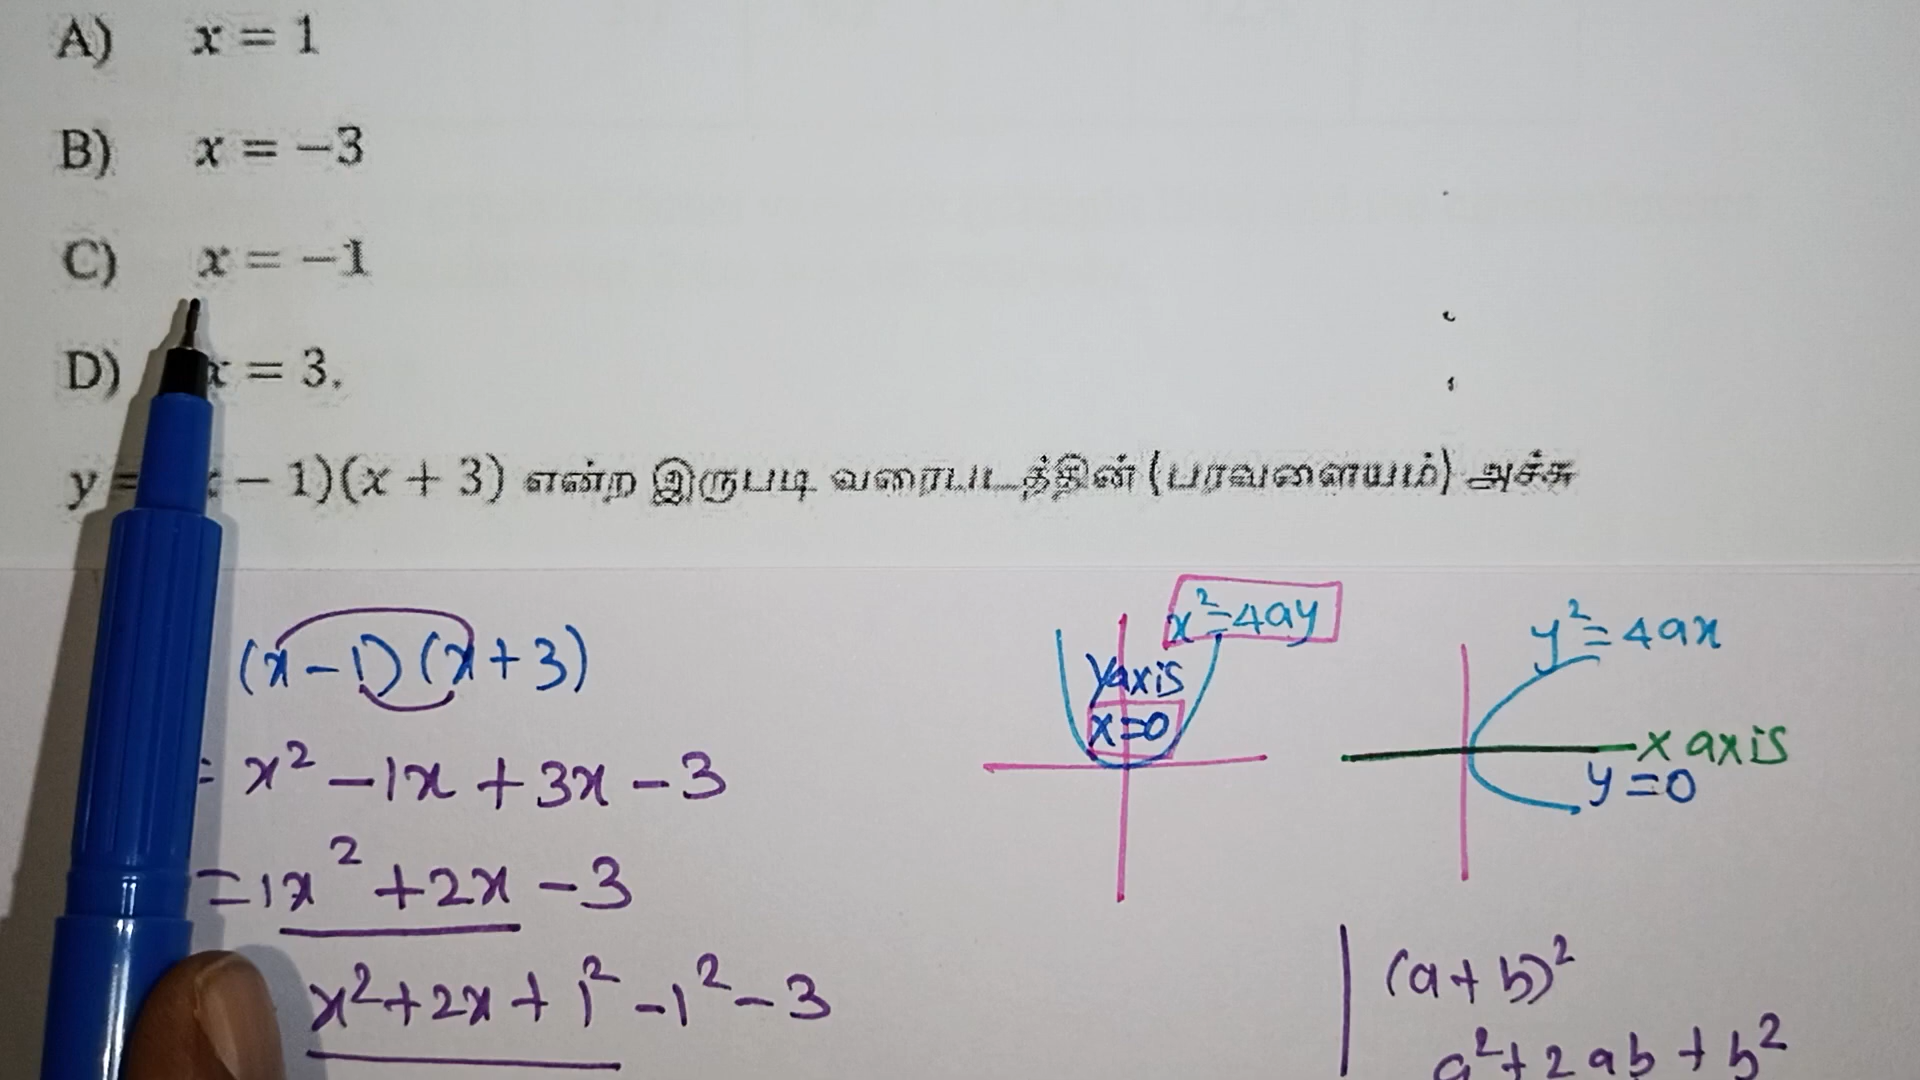 A) x = 1
B) x = −3
C) x = −1
D) x = 3.
y = − 1)(x + 3) என்ற இருபடி வரைபடத்தின் (பரவளையம்) அச்சு
(x−1)(x+3)
= x² −1x + 3x − 3
= 1x² +2x − 3
x²+2x + 1² −1² − 3
x² = 4ay
y axis
x=0
y² = 4ax
x axis
y = 0
(a + b)²
a² + 2ab + b²